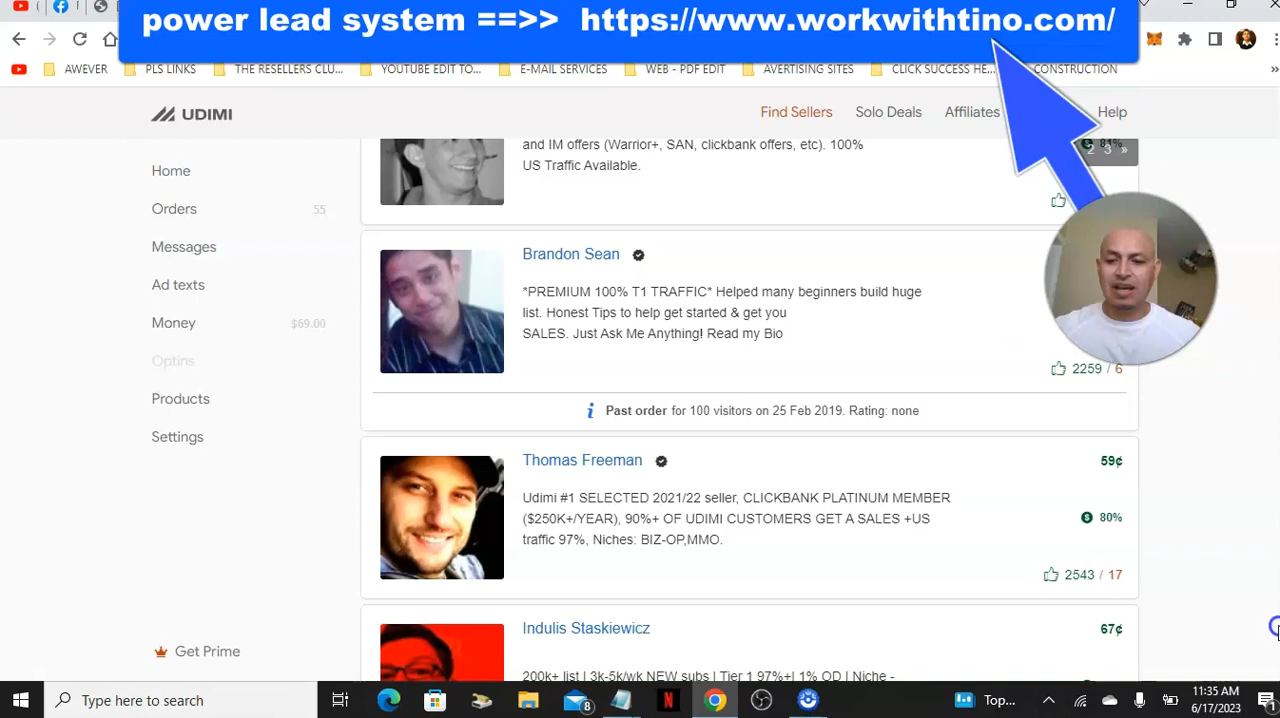 power lead system ==>> https://www.workwithtino.com/
AWEVER
PLS LINKS
THE RESELLERS CLU...
YOUTUBE EDIT TO...
E-MAIL SERVICES
WEB - PDF EDIT
AVERTISING SITES
CLICK SUCCESS HE...
CONSTRUCTION
UDIMI
Find Sellers
Solo Deals
Affiliates
Help
Home
Orders 55
Messages
Ad texts
Money $69.00
Optins
Products
Settings
Get Prime
and IM offers (Warrior+, SAN, clickbank offers, etc). 100%
US Traffic Available.
2 3 »
Brandon Sean
*PREMIUM 100% T1 TRAFFIC* Helped many beginners build huge
list. Honest Tips to help get started & get you
SALES. Just Ask Me Anything! Read my Bio
2259 / 6
Past order for 100 visitors on 25 Feb 2019. Rating: none
Thomas Freeman
59¢
Udimi #1 SELECTED 2021/22 seller, CLICKBANK PLATINUM MEMBER
($250K+/YEAR), 90%+ OF UDIMI CUSTOMERS GET A SALES +US
traffic 97%, Niches: BIZ-OP,MMO.
80%
2543 / 17
Indulis Staskiewicz
67¢
200k+ list | 3k-5k/wk NEW subs | Tier 1 97%+| 1% OD | Niche -
Type here to search
8
N
Top...
11:35 AM
6/17/2023
1